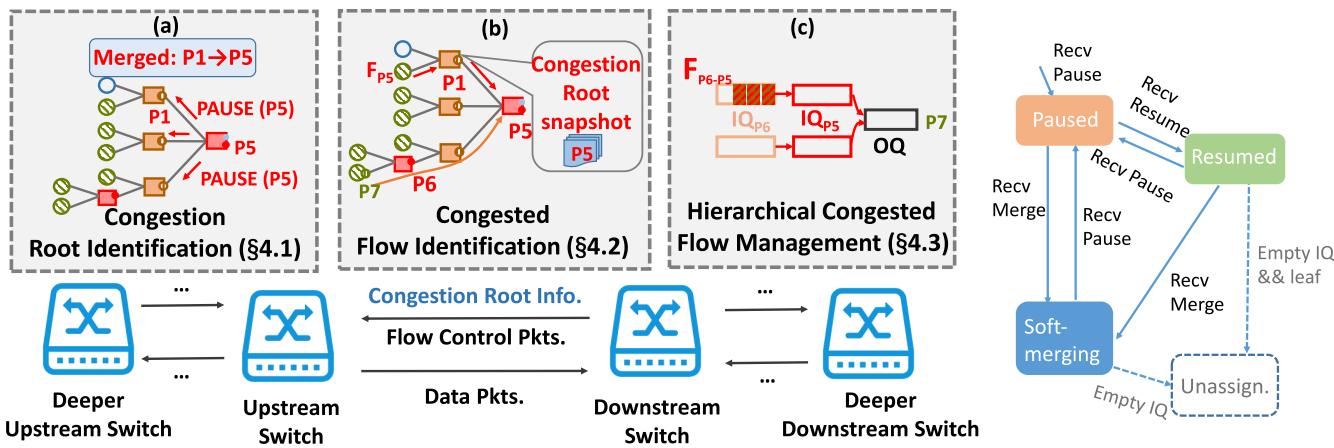 (a)
Merged: P1→P5
PAUSE (P5)
P1
P5
PAUSE (P5)
Congestion
Root Identification (§4.1)
(b)
F_P5
P1
Congestion
Root
snapshot
P5
P5
P6
P7
Congested
Flow Identification (§4.2)
(c)
F_P6-P5
IQ_P6
IQ_P5
OQ
P7
Hierarchical Congested
Flow Management (§4.3)
...
...
Congestion Root Info.
Flow Control Pkts.
Data Pkts.
...
...
Deeper
Upstream Switch
Upstream
Switch
Downstream
Switch
Deeper
Downstream Switch
Recv
Pause
Paused
Recv
Resume
Resumed
Recv Pause
Recv
Merge
Recv
Pause
Recv
Merge
Empty IQ
&& leaf
Soft-
merging
Empty IQ
Unassign.